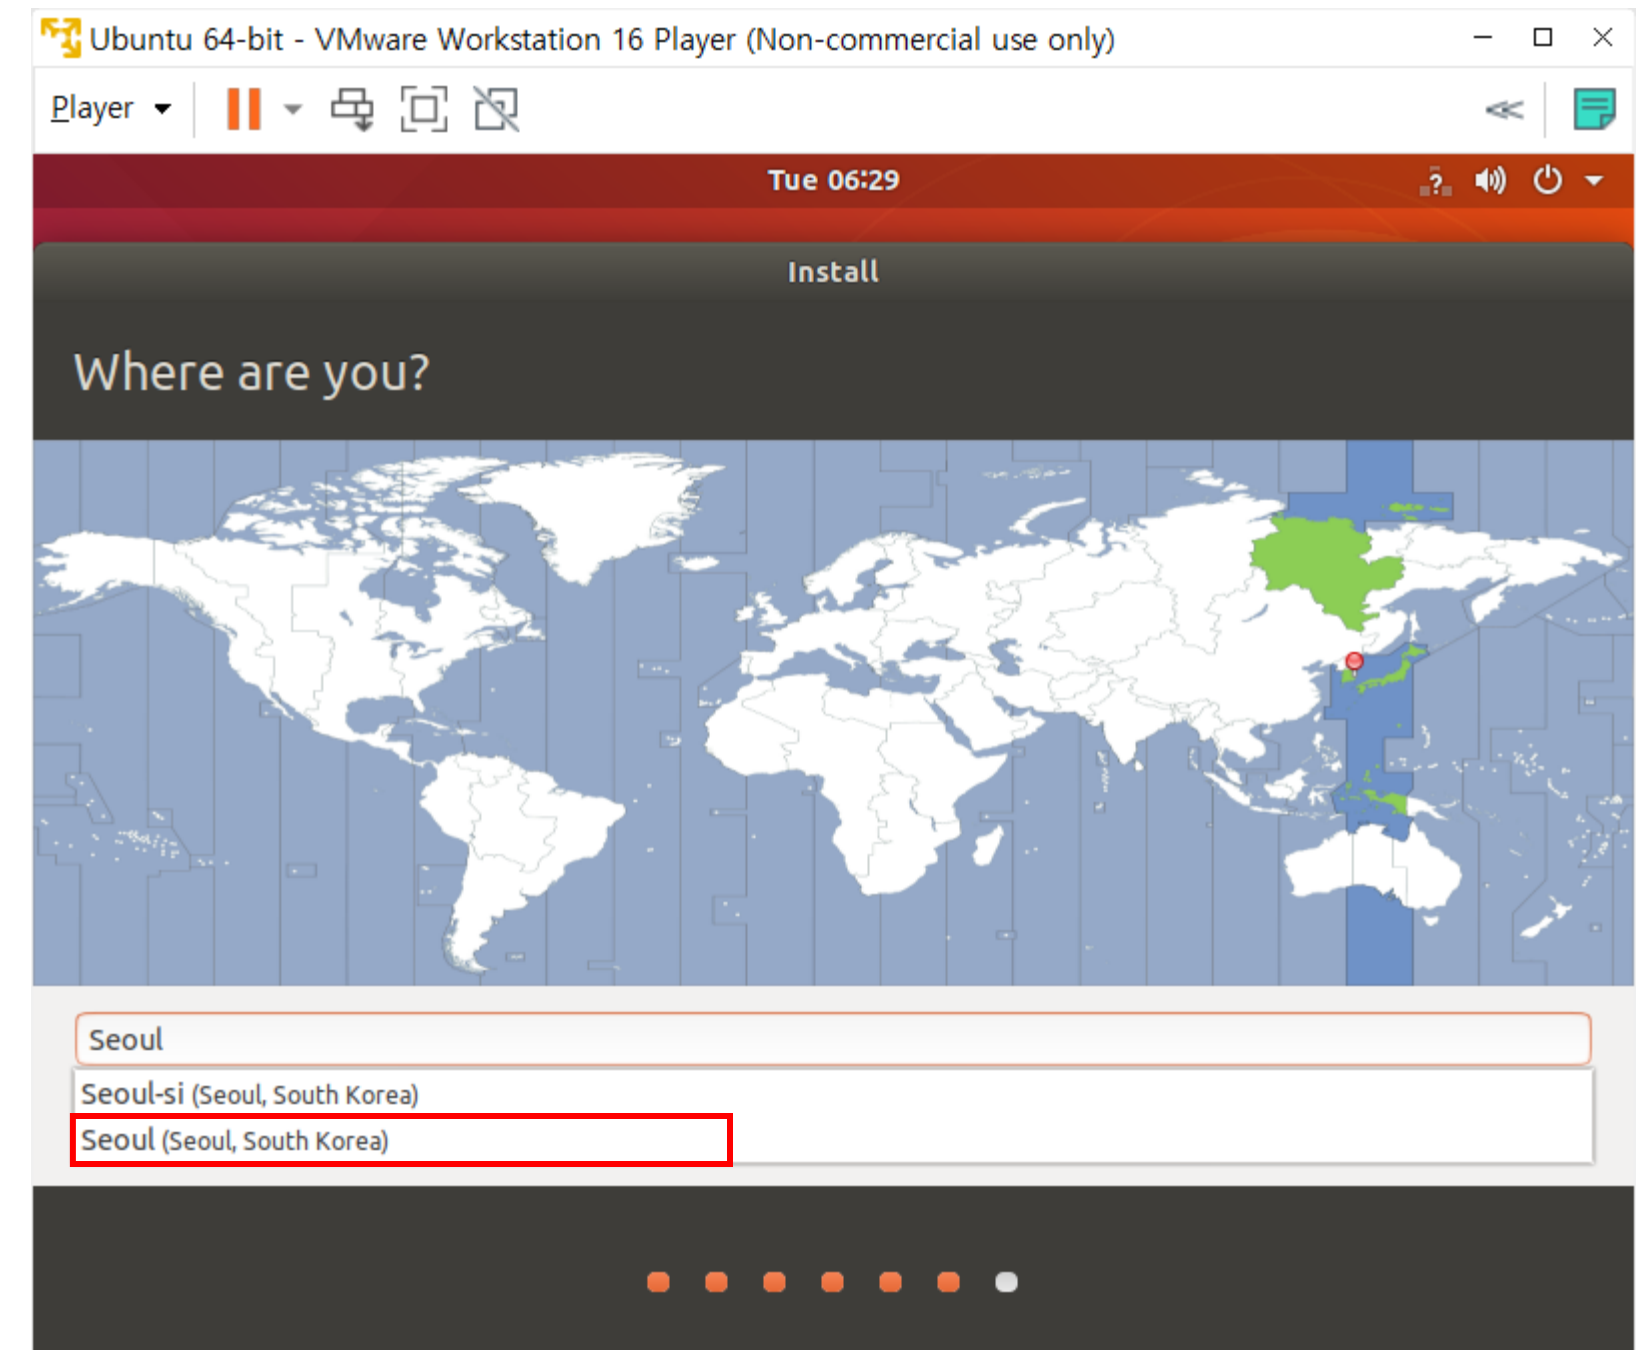 Ubuntu 64-bit - VMware Workstation 16 Player (Non-commercial use only)
Player
Tue 06:29
?
Install
Where are you?
Seoul
Seoul-si (Seoul, South Korea)
Seoul (Seoul, South Korea)